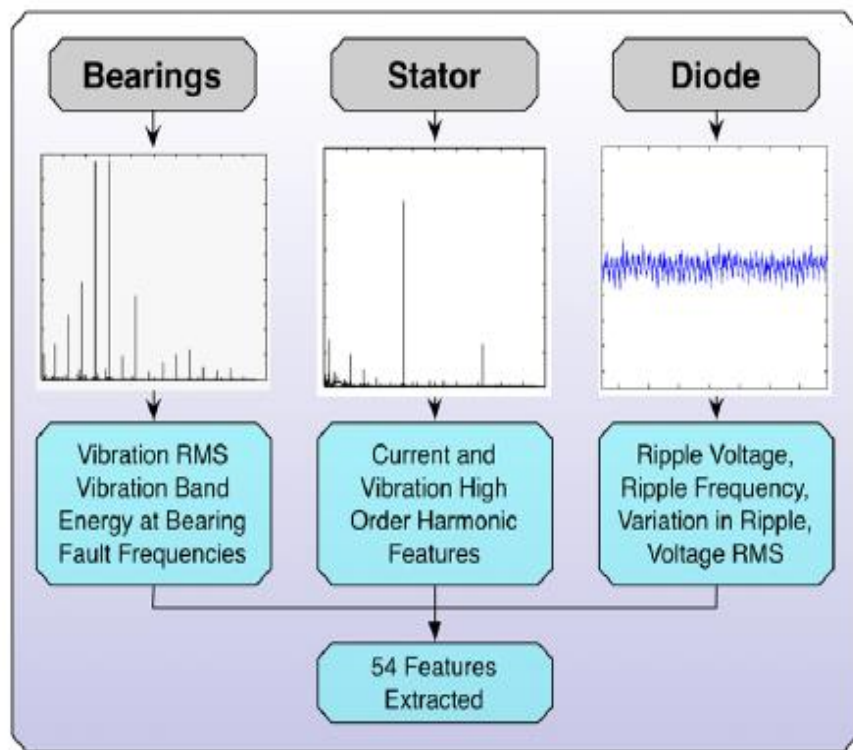 Bearings
Stator
Diode
Vibration RMS
Vibration Band
Energy at Bearing
Fault Frequencies
Current and
Vibration High
Order Harmonic
Features
Ripple Voltage,
Ripple Frequency,
Variation in Ripple,
Voltage RMS
54 Features
Extracted